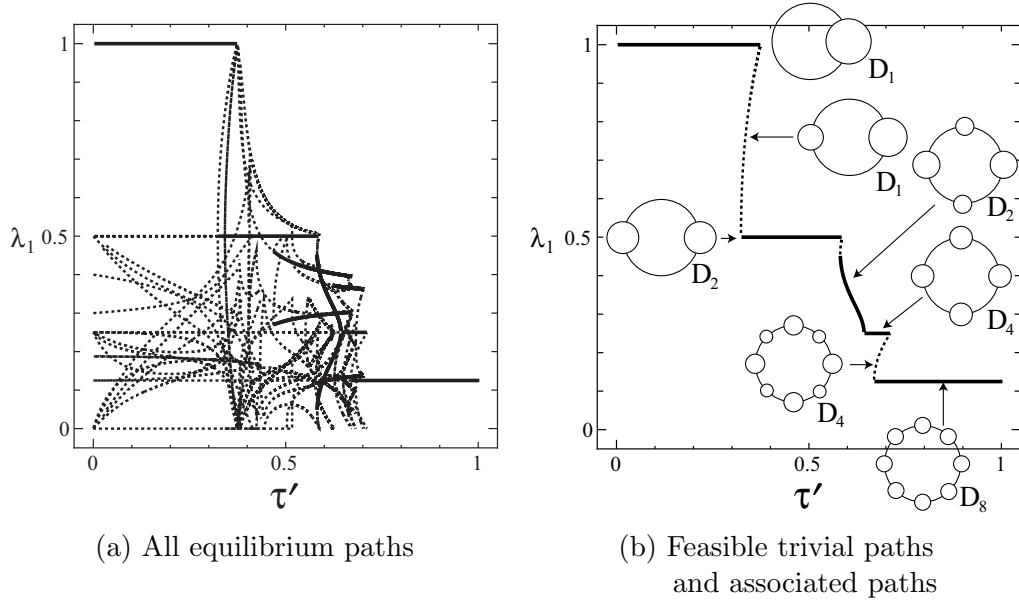 1
λ₁ 0.5
0
0 0.5 1
τ′
(a) All equilibrium paths
1
λ₁ 0.5
0
0 0.5 1
τ′
D₁
D₁
D₂
D₂
D₄
D₄
D₈
(b) Feasible trivial paths
and associated paths